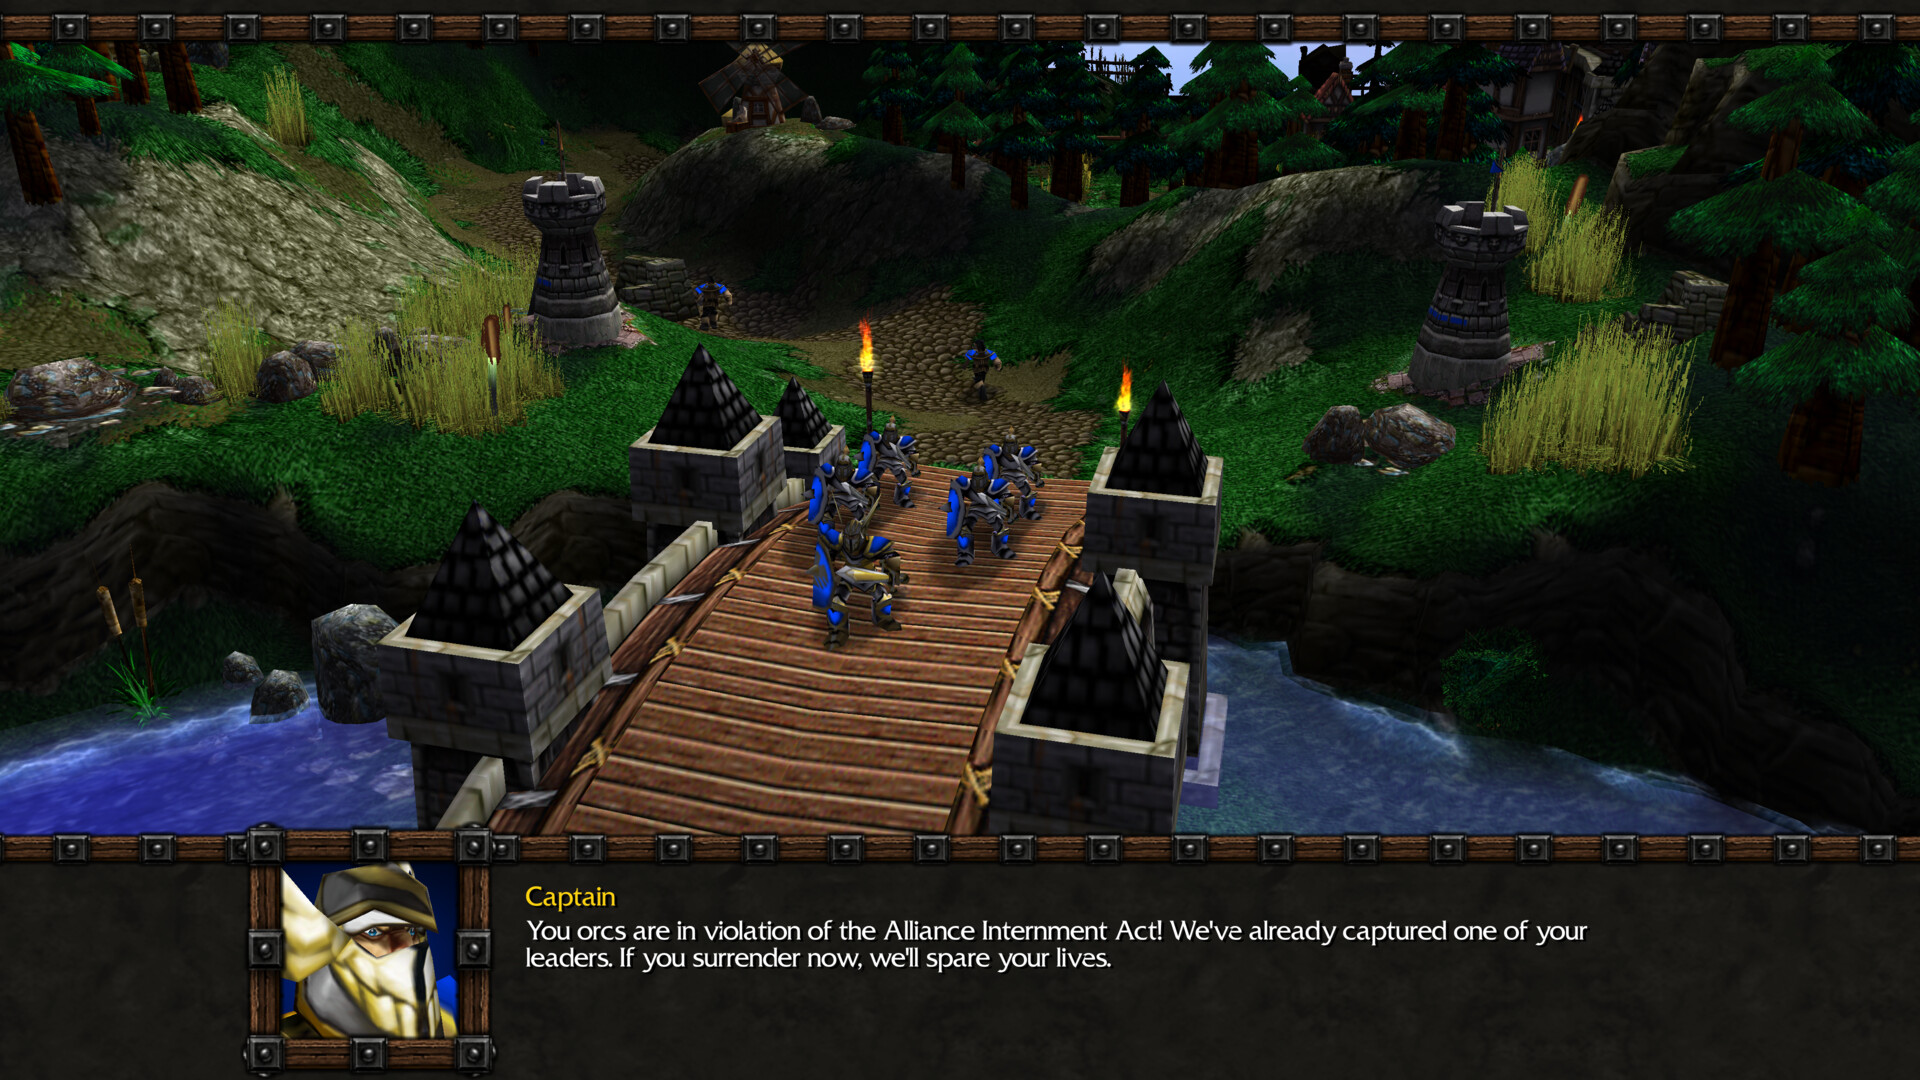 Captain
You orcs are in violation of the Alliance Internment Act! We've already captured one of your
leaders. If you surrender now, we'll spare your lives.